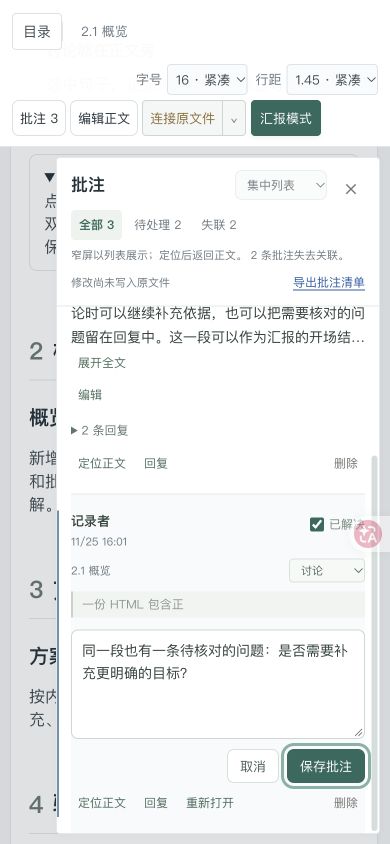 目录
2.1 概览
字号
16 · 紧凑
行距
1.45 · 紧凑
批注 3
编辑正文
连接原文件
汇报模式
批注
集中列表
全部 3
待处理 2
失联 2
窄屏以列表展示；定位后返回正文。 2 条批注失去关联。
修改尚未写入原文件
导出批注清单
论时可以继续补充依据，也可以把需要核对的问
题留在回复中。这一段可以作为汇报的开场结…
展开全文
编辑
2 条回复
定位正文
回复
删除
记录者
已解
11/25 16:01
2.1 概览
讨论
一份 HTML 包含正
同一段也有一条待核对的问题：是否需要补
充更明确的目标？
取消
保存批注
定位正文
回复
重新打开
删除
点
双
保
2
概览
新增
和批
解。
3
方案
按内
充、
4